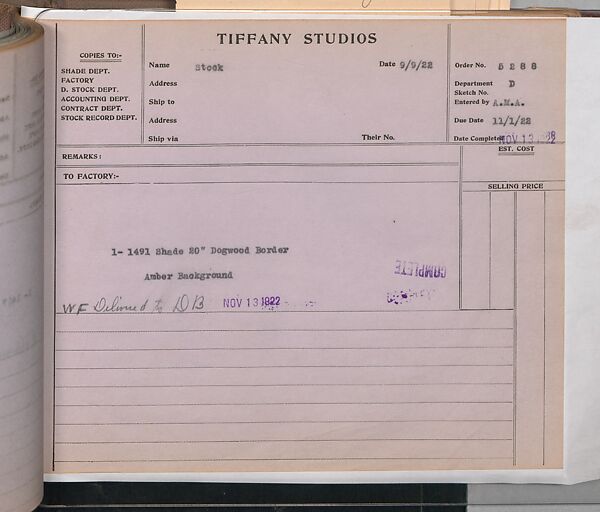 TIFFANY STUDIOS
COPIES TO:-
SHADE DEPT.
FACTORY
D. STOCK DEPT.
ACCOUNTING DEPT.
CONTRACT DEPT.
STOCK RECORD DEPT.
Name Stock Date 9/9/22
Address
Ship to
Address
Ship via Their No.
Order No. 5288
Department D
Sketch No.
Entered by A.M.A.
Due Date 11/1/22
Date Completed NOV 13 1922
REMARKS:
EST. COST
TO FACTORY:-
SELLING PRICE
1- 1491 Shade 20" Dogwood Border
Amber Background
COMPLETE
WF Delivered to DB NOV 13 1922